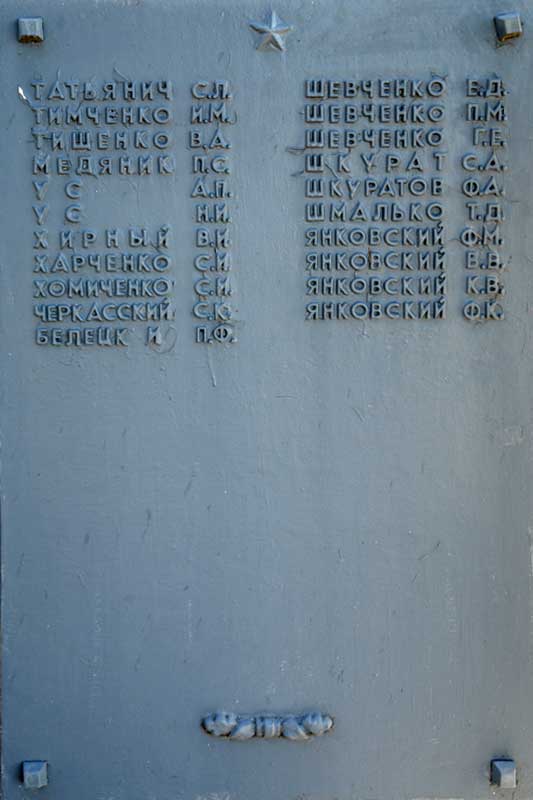 ТАТЬЯНИЧ С.Л.
ТИМЧЕНКО И.М.
ТИЩЕНКО В.А.
МЕДЯНИК П.С.
УС А.П.
УС Н.И.
ХИРНЫЙ В.И.
ХАРЧЕНКО С.И.
ХОМИЧЕНКО С.И.
ЧЕРКАССКИЙ С.К.
БЕЛЕЦК И П.Ф.
ШЕВЧЕНКО Е.Д.
ШЕВЧЕНКО П.М.
ШЕВЧЕНКО Г.Е.
ШКУРАТ С.А.
ШКУРАТОВ Ф.А.
ШМАЛЬКО Т.Д.
ЯНКОВСКИЙ Ф.М.
ЯНКОВСКИЙ В.В.
ЯНКОВСКИЙ К.В.
ЯНКОВСКИЙ Ф.К.